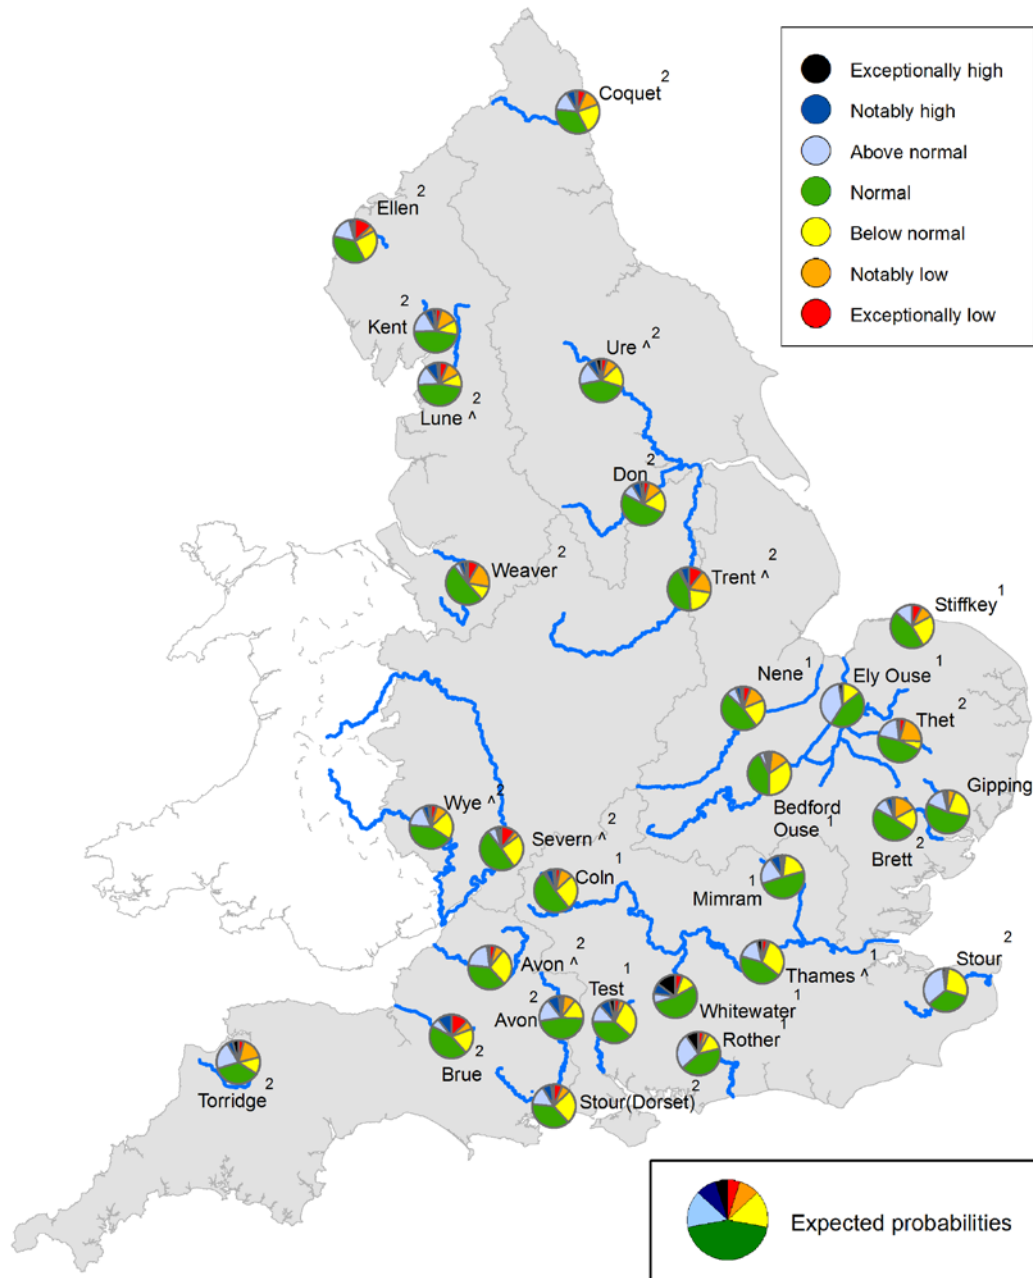 Coquet 2
Exceptionally high
Notably high
Above normal
Normal
Below normal
Notably low
Exceptionally low
Ellen 2
Kent 2
Ure ^ 2
Lune ^ 2
Don 2
Weaver 2
Trent ^ 2
Stiffkey 1
Nene 1
Ely Ouse 1
Thet 2
Gipping
Bedford
Ouse 1
Brett 2
Wye ^ 2
Severn ^ 2
Coln 1
Mimram 1
Avon ^ 2
Thames ^ 1
Stour 2
Test 1
Avon 2
Whitewater 1
Rother 1
Brue 2
Torridge 2
Stour(Dorset) 2
Expected probabilities